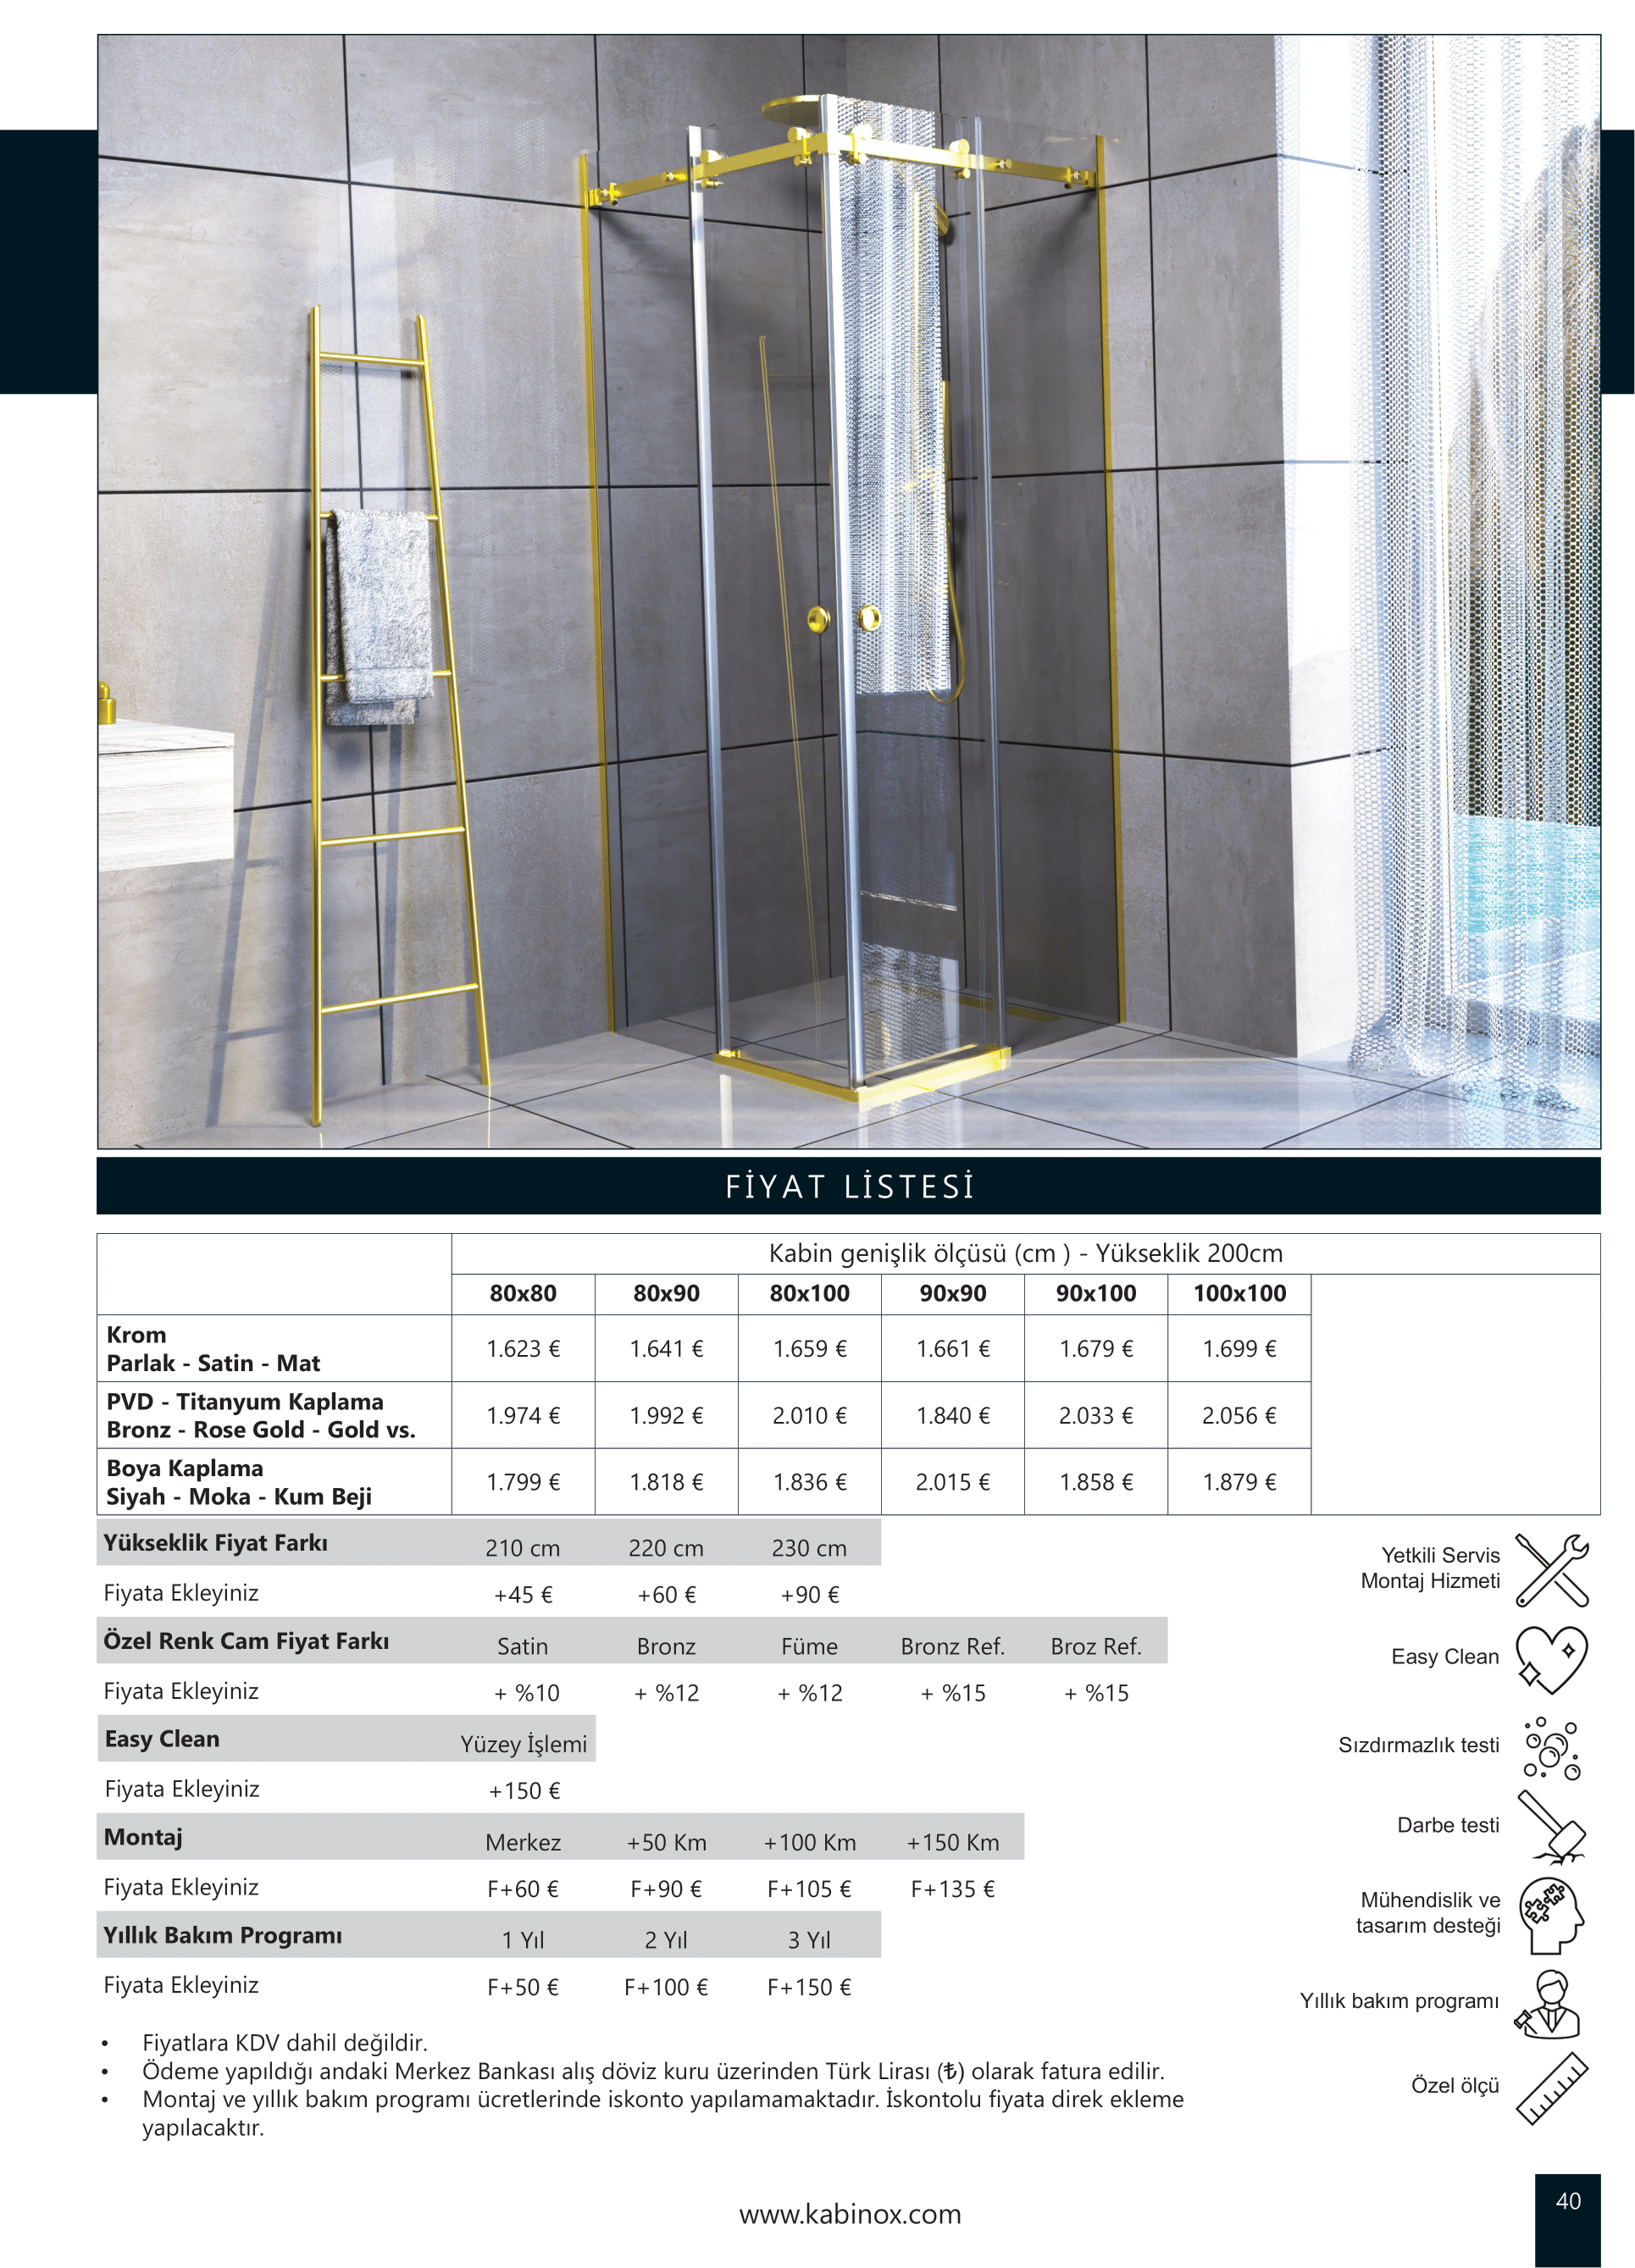 FİYAT LİSTESİ
Kabin genişlik ölçüsü (cm ) - Yükseklik 200cm
80x80 80x90 80x100 90x90 90x100 100x100
Krom
Parlak - Satin - Mat
1.623 € 1.641 € 1.659 € 1.661 € 1.679 € 1.699 €
PVD - Titanyum Kaplama
Bronz - Rose Gold - Gold vs.
1.974 € 1.992 € 2.010 € 1.840 € 2.033 € 2.056 €
Boya Kaplama
Siyah - Moka - Kum Beji
1.799 € 1.818 € 1.836 € 2.015 € 1.858 € 1.879 €
Yükseklik Fiyat Farkı 210 cm 220 cm 230 cm
Fiyata Ekleyiniz +45 € +60 € +90 €
Özel Renk Cam Fiyat Farkı Satin Bronz Füme Bronz Ref. Broz Ref.
Fiyata Ekleyiniz + %10 + %12 + %12 + %15 + %15
Easy Clean Yüzey İşlemi
Fiyata Ekleyiniz +150 €
Montaj Merkez +50 Km +100 Km +150 Km
Fiyata Ekleyiniz F+60 € F+90 € F+105 € F+135 €
Yıllık Bakım Programı 1 Yıl 2 Yıl 3 Yıl
Fiyata Ekleyiniz F+50 € F+100 € F+150 €
Yetkili Servis
Montaj Hizmeti
Easy Clean
Sızdırmazlık testi
Darbe testi
Mühendislik ve
tasarım desteği
Yıllık bakım programı
Özel ölçü
• Fiyatlara KDV dahil değildir.
• Ödeme yapıldığı andaki Merkez Bankası alış döviz kuru üzerinden Türk Lirası (₺) olarak fatura edilir.
• Montaj ve yıllık bakım programı ücretlerinde iskonto yapılamamaktadır. İskontolu fiyata direk ekleme
yapılacaktır.
www.kabinox.com
40